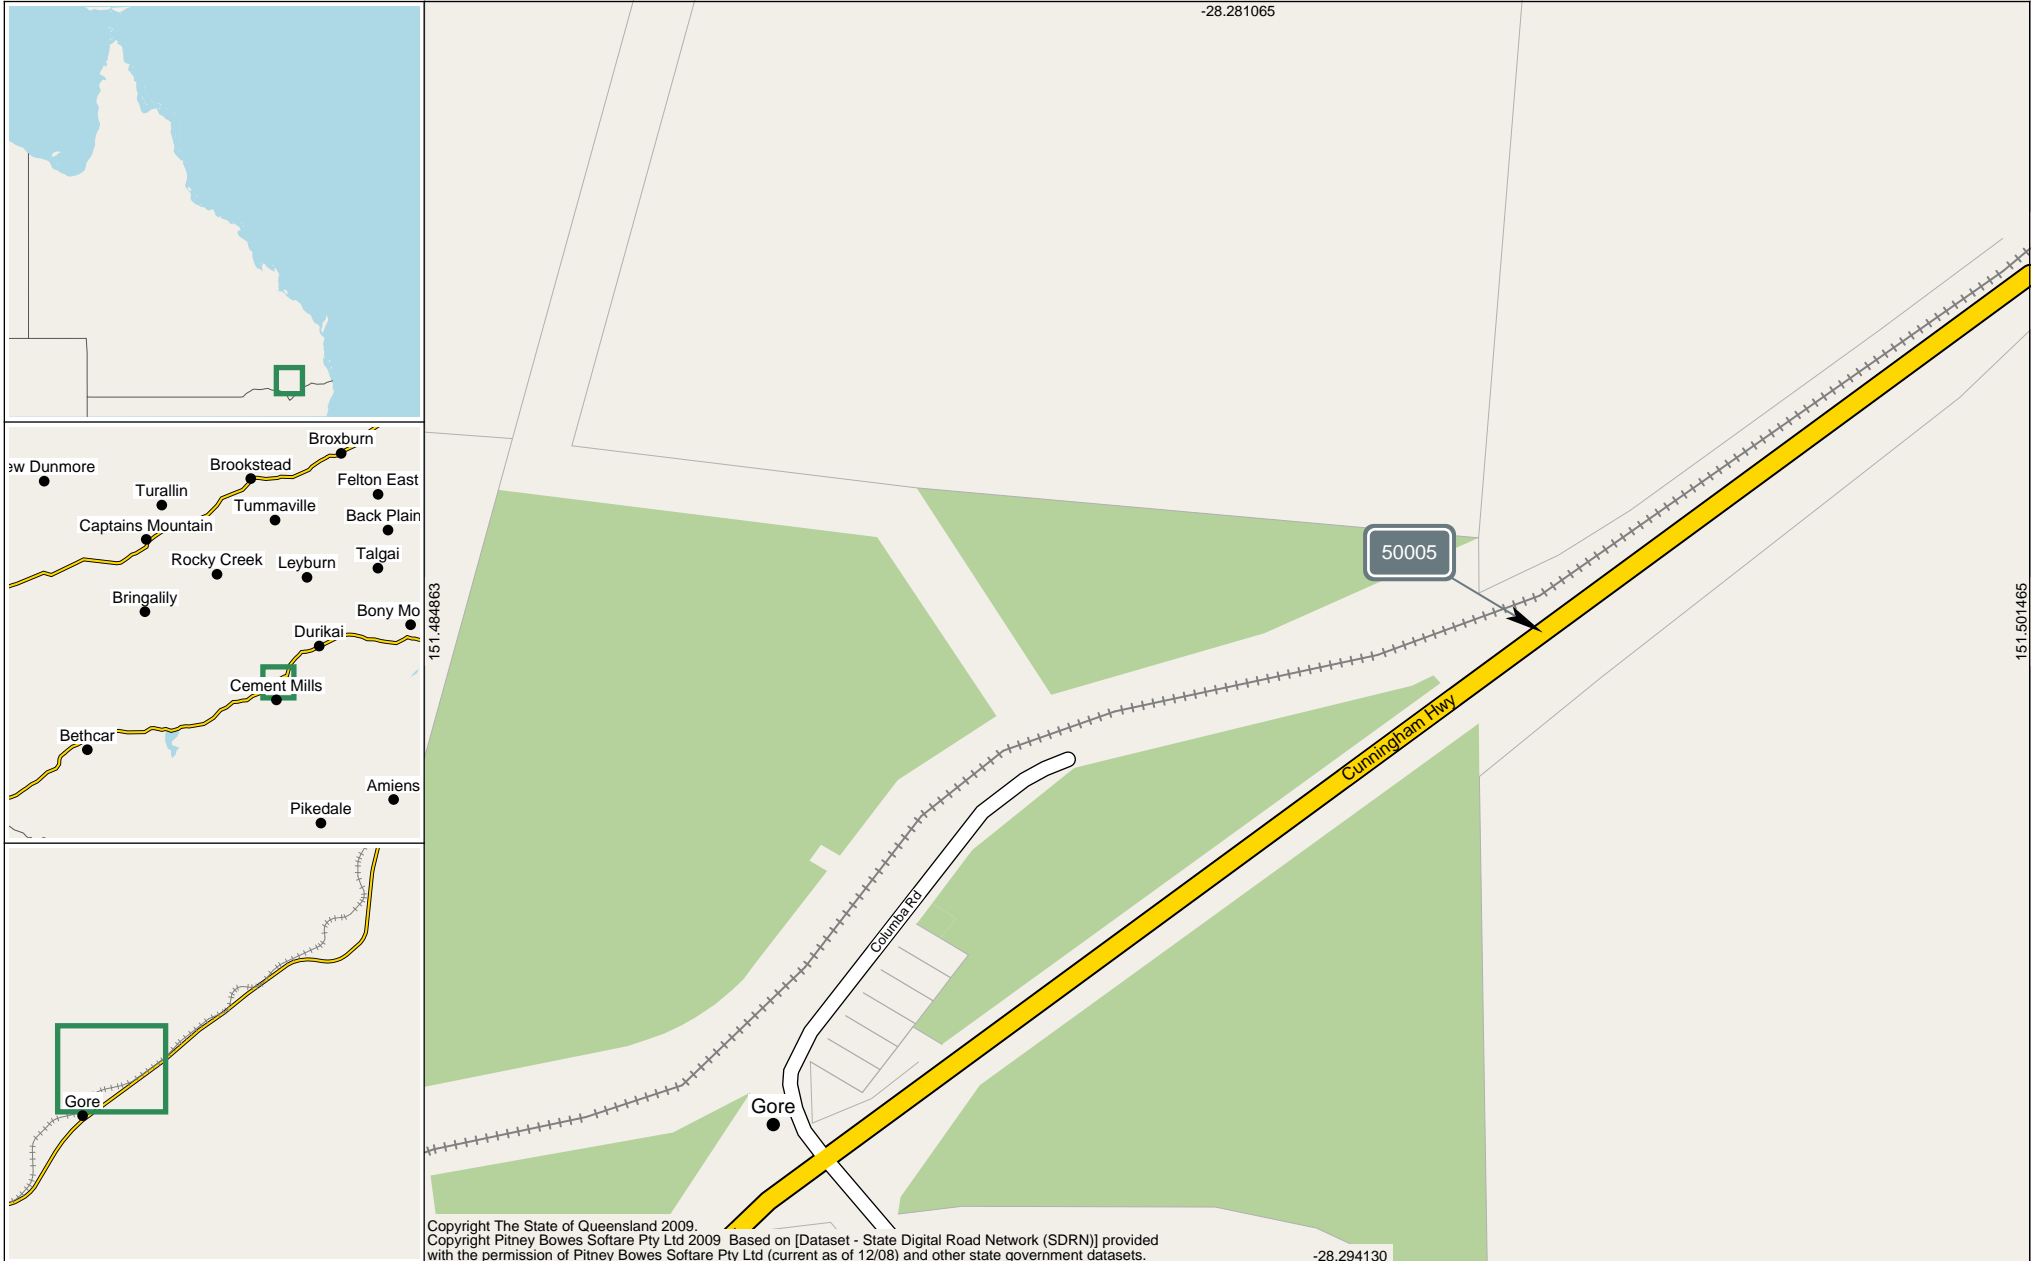 -28.281065
Broxburn
ew Dunmore
Brookstead
Felton East
Turallin
Tummaville
Captains Mountain
Back Plain
Rocky Creek
Leyburn
Talgai
Bringalily
Bony Mo
Durikai
Cement Mills
Bethcar
Amiens
Pikedale
Gore
151.484863
50005
151.501465
Cunningham Hwy
Columba Rd
Gore
Copyright The State of Queensland 2009.
Copyright Pitney Bowes Softare Pty Ltd 2009 Based on [Dataset - State Digital Road Network (SDRN)] provided
with the permission of Pitney Bowes Softare Pty Ltd (current as of 12/08) and other state government datasets.
-28.294130